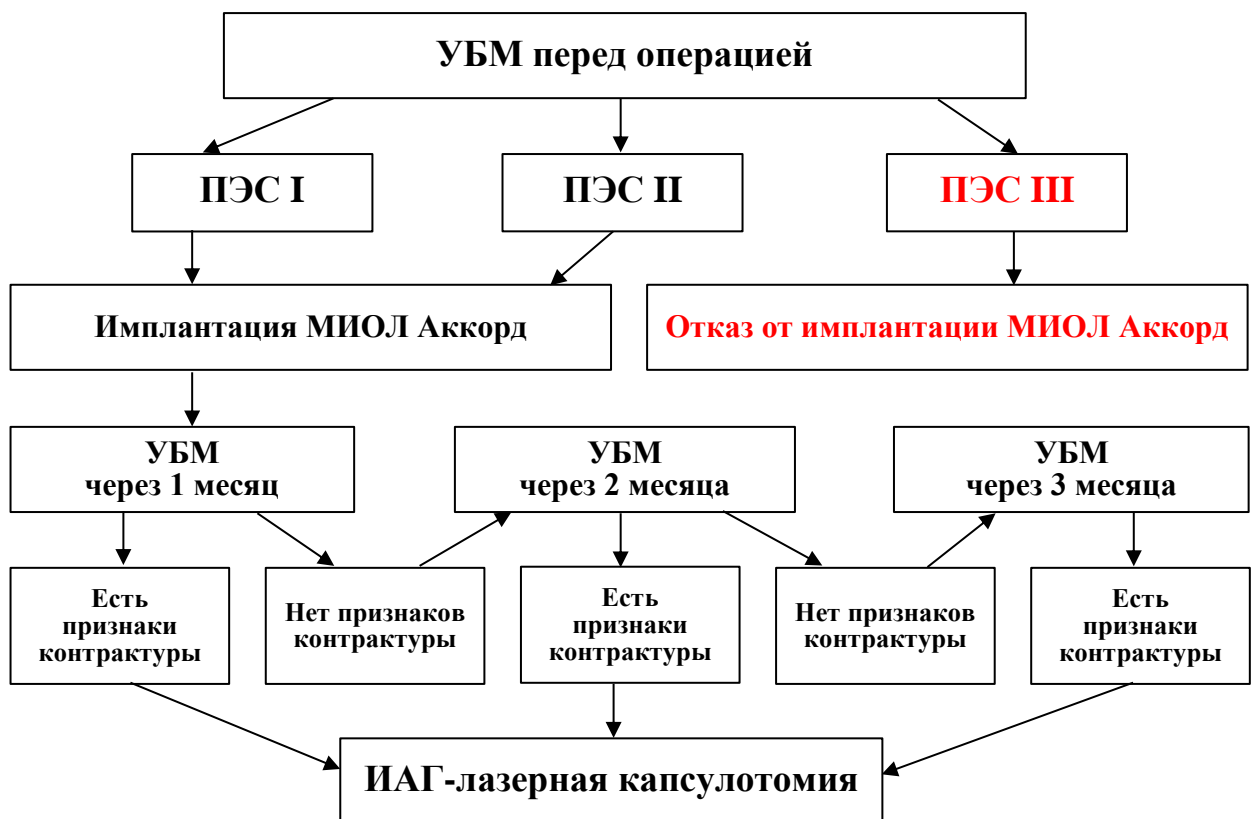 УБМ перед операцией
ПЭС I
ПЭС II
ПЭС III
Имплантация МИОЛ Аккорд
Отказ от имплантации МИОЛ Аккорд
УБМ
через 1 месяц
УБМ
через 2 месяца
УБМ
через 3 месяца
Есть
признаки
контрактуры
Нет признаков
контрактуры
Есть
признаки
контрактуры
Нет признаков
контрактуры
Есть
признаки
контрактуры
ИАГ-лазерная капсулотомия